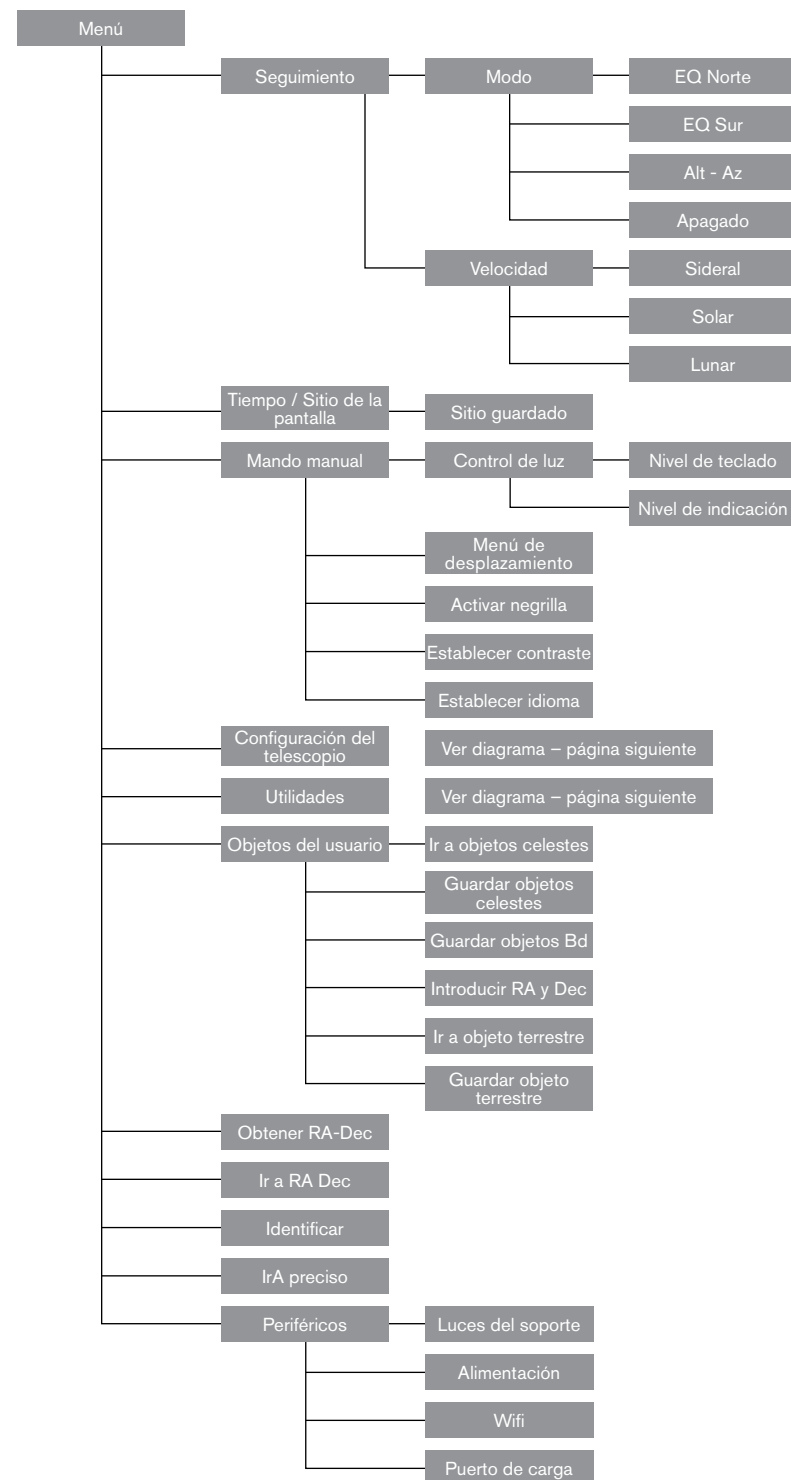 Menú
Seguimiento
Modo
EQ Norte
EQ Sur
Alt - Az
Apagado
Velocidad
Sideral
Solar
Lunar
Tiempo / Sitio de la
pantalla
Sitio guardado
Mando manual
Control de luz
Nivel de teclado
Nivel de indicación
Menú de
desplazamiento
Activar negrilla
Establecer contraste
Establecer idioma
Configuración del
telescopio
Ver diagrama – página siguiente
Utilidades
Ver diagrama – página siguiente
Objetos del usuario
Ir a objetos celestes
Guardar objetos
celestes
Guardar objetos Bd
Introducir RA y Dec
Ir a objeto terrestre
Guardar objeto
terrestre
Obtener RA-Dec
Ir a RA Dec
Identificar
IrA preciso
Periféricos
Luces del soporte
Alimentación
Wifi
Puerto de carga